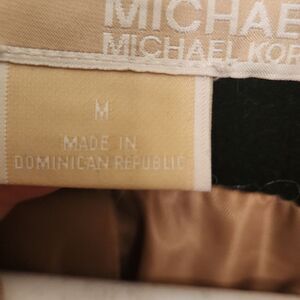 MICHAE
MICHAEL KOR
M
MADE IN
DOMINICAN REPUBLIC